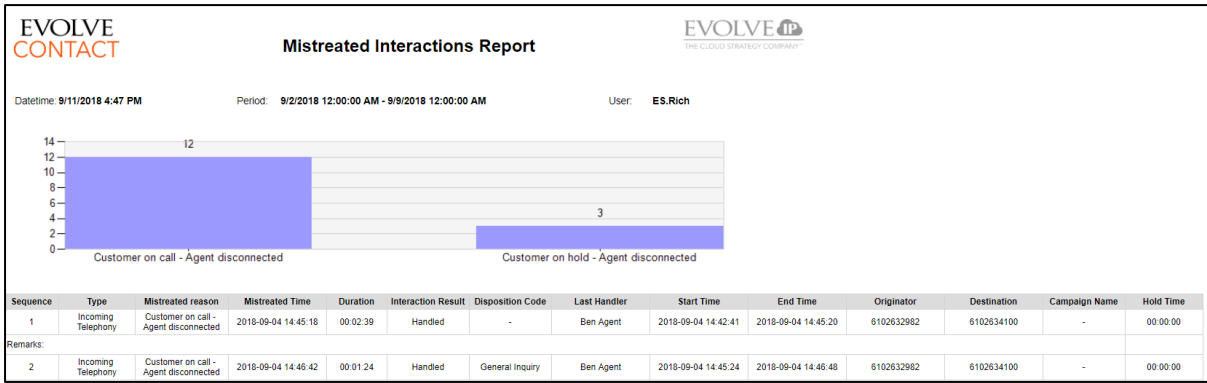 EVOLVE
CONTACT
Mistreated Interactions Report
EVOLVE IP
THE CLOUD STRATEGY COMPANY™
Datetime: 9/11/2018 4:47 PM Period: 9/2/2018 12:00:00 AM - 9/9/2018 12:00:00 AM User: ES.Rich
14
12
10
8
6
4
2
0
12
3
Customer on call - Agent disconnected Customer on hold - Agent disconnected
Sequence Type Mistreated reason Mistreated Time Duration Interaction Result Disposition Code Last Handler Start Time End Time Originator Destination Campaign Name Hold Time
1 Incoming Telephony Customer on call - Agent disconnected 2018-09-04 14:45:18 00:02:39 Handled - Ben Agent 2018-09-04 14:42:41 2018-09-04 14:45:20 6102632982 6102634100 - 00:00:00
Remarks:
2 Incoming Telephony Customer on call - Agent disconnected 2018-09-04 14:46:42 00:01:24 Handled General Inquiry Ben Agent 2018-09-04 14:45:24 2018-09-04 14:46:48 6102632982 6102634100 - 00:00:00